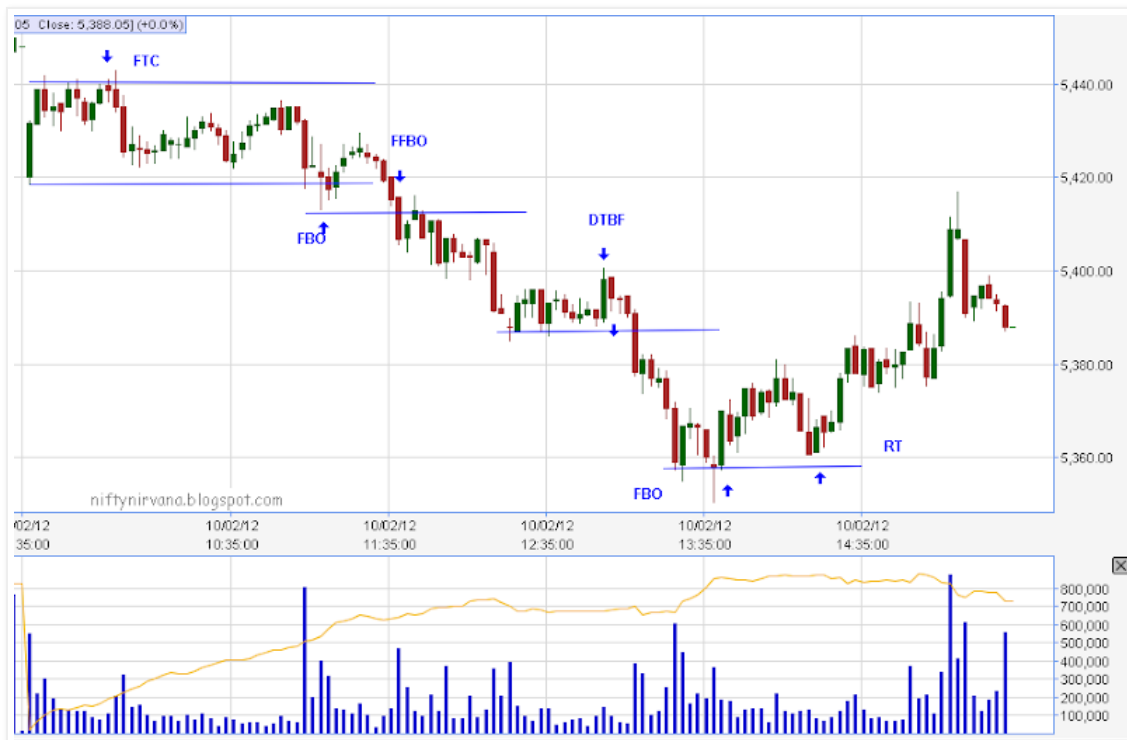 05 Close: 5,388.05] (+0.0%)
FTC
5,440.00
FFBO
5,420.00
DTBF
FBO
5,400.00
5,380.00
RT
5,360.00
FBO
niftynirvana.blogspot.com
/02/12 10/02/12 10/02/12 10/02/12 10/02/12 10/02/12
35:00 10:35:00 11:35:00 12:35:00 13:35:00 14:35:00
800,000
700,000
600,000
500,000
400,000
300,000
200,000
100,000